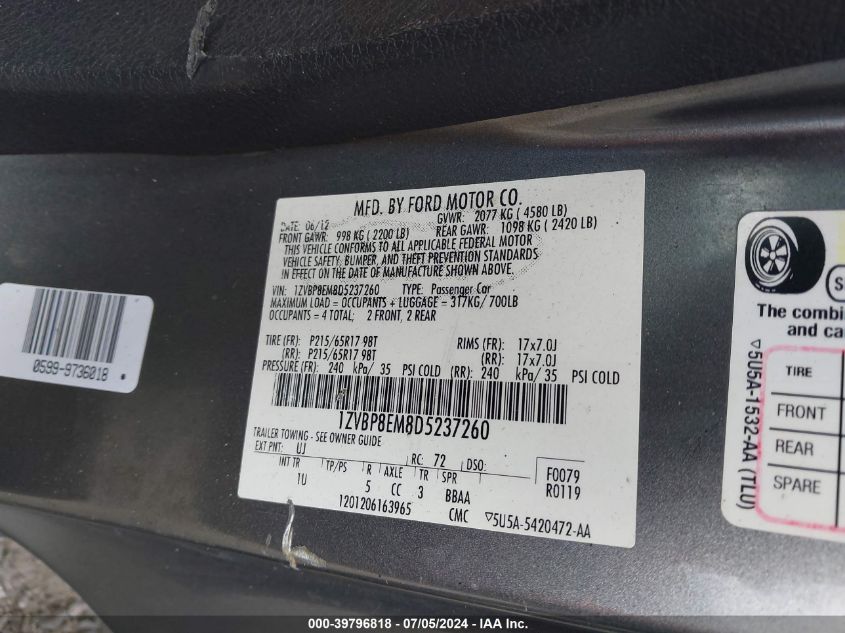 MFD. BY FORD MOTOR CO.
DATE: 06/12 GVWR: 2077 KG ( 4580 LB)
FRONT GAWR: 998 KG ( 2200 LB) REAR GAWR: 1098 KG ( 2420 LB)
THIS VEHICLE CONFORMS TO ALL APPLICABLE FEDERAL MOTOR
VEHICLE SAFETY, BUMPER, AND THEFT PREVENTION STANDARDS
IN EFFECT ON THE DATE OF MANUFACTURE SHOWN ABOVE.
VIN: 1ZVBP8EM8D5237260 TYPE: Passenger Car
MAXIMUM LOAD = OCCUPANTS + LUGGAGE = 317KG/ 700LB
OCCUPANTS = 4 TOTAL; 2 FRONT, 2 REAR
TIRE (FR): P215/65R17 98T RIMS (FR): 17x7.0J
(RR): P215/65R17 98T (RR): 17x7.0J
PRESSURE (FR): 240 kPa/ 35 PSI COLD (RR): 240 kPa/ 35 PSI COLD
1ZVBP8EM8D5237260
TRAILER TOWING - SEE OWNER GUIDE
EXT PNT: UJ RC: 72 DSO: F0079
INT TR TP/PS R AXLE TR SPR R0119
1U 5 CC 3 BBAA
1201206163965 CMC ▽5U5A-5420472-AA
0599-9736018
The combi
and ca
▽5U5A-1532-AA (TLU)
TIRE
FRONT
REAR
SPARE
000-39796818 - 07/05/2024 - IAA Inc.